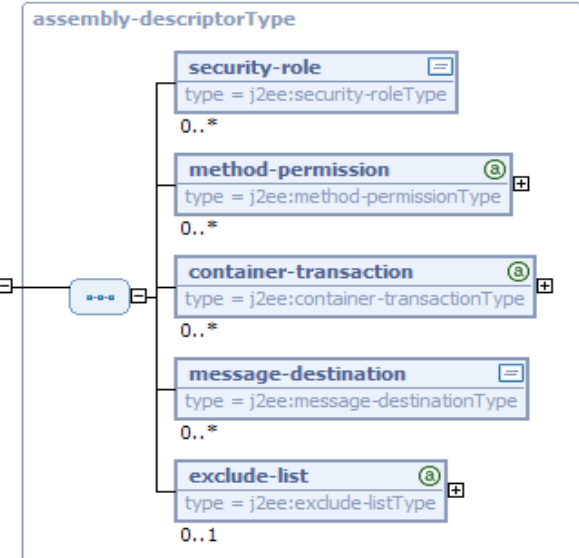 assembly-descriptorType
security-role
type = j2ee:security-roleType
0..*
method-permission
a
type = j2ee:method-permissionType
0..*
container-transaction
a
type = j2ee:container-transactionType
0..*
message-destination
type = j2ee:message-destinationType
0..*
exclude-list
a
type = j2ee:exclude-listType
0..1